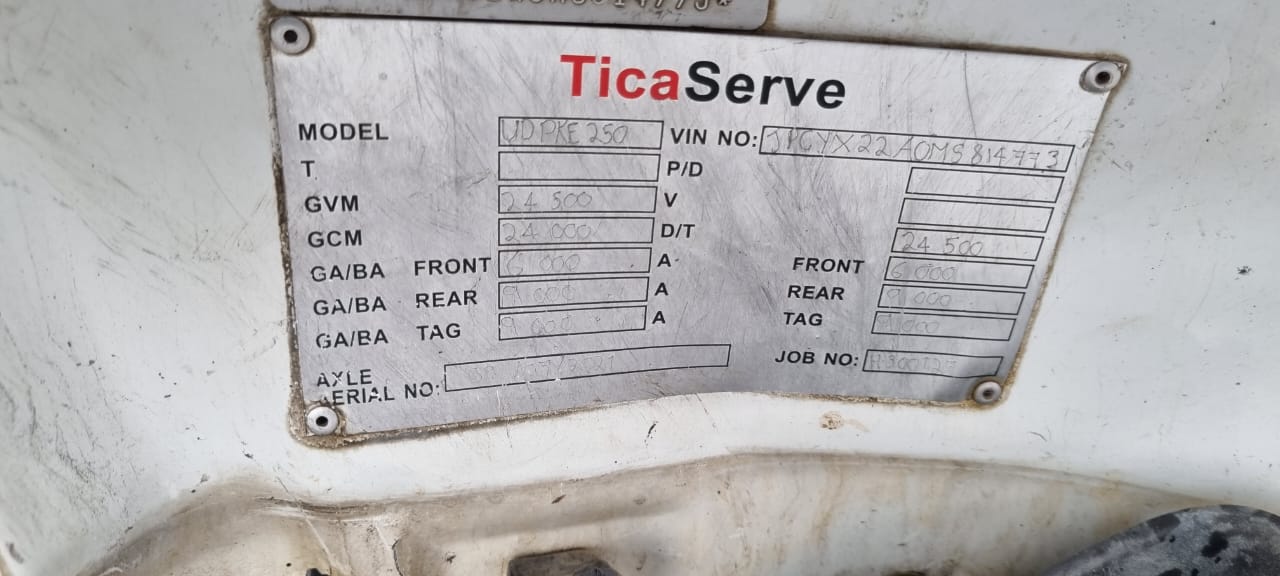 TicaServe
MODEL UD PKE 250 VIN NO: JPCYX22A0MS814773
T P/D
GVM 24 500 V
GCM 24 000 D/T 24 500
GA/BA FRONT 6 000 A FRONT 6 000
GA/BA REAR 9 000 A REAR 9 000
GA/BA TAG 9 000 A TAG 9 000
AXLE JOB NO:
SERIAL NO: